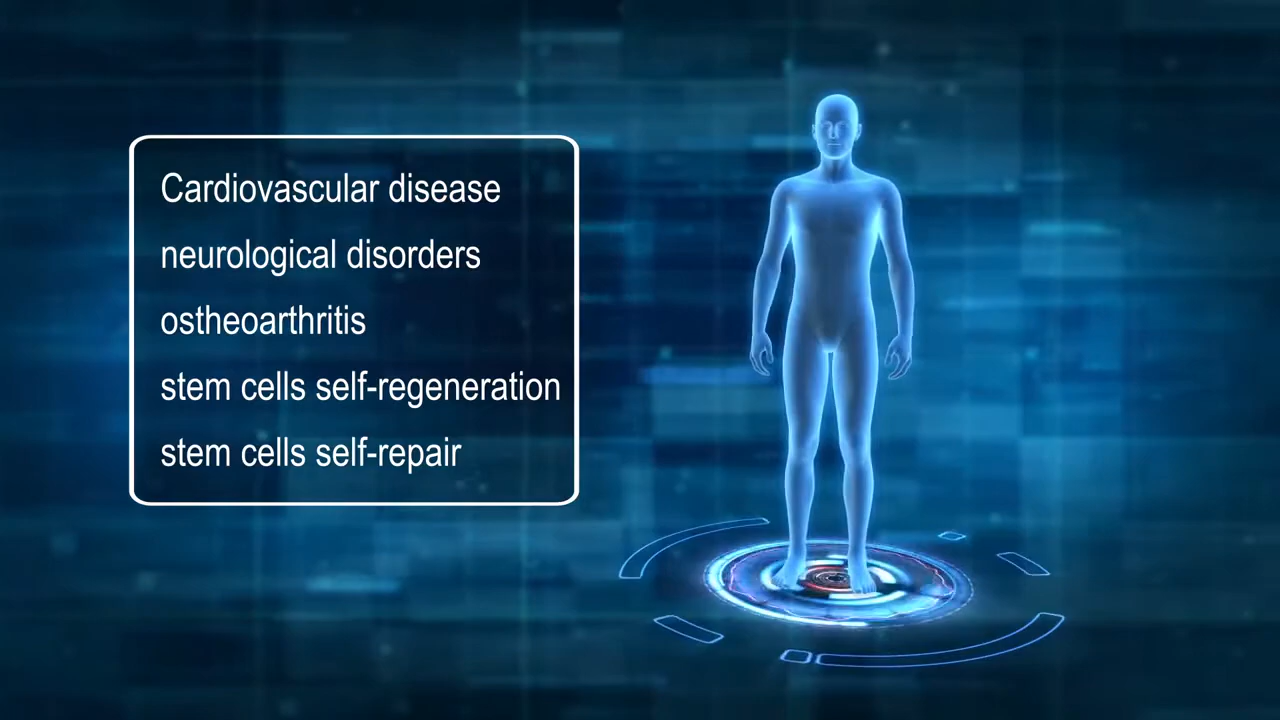 Cardiovascular disease
neurological disorders
ostheoarthritis
stem cells self-regeneration
stem cells self-repair